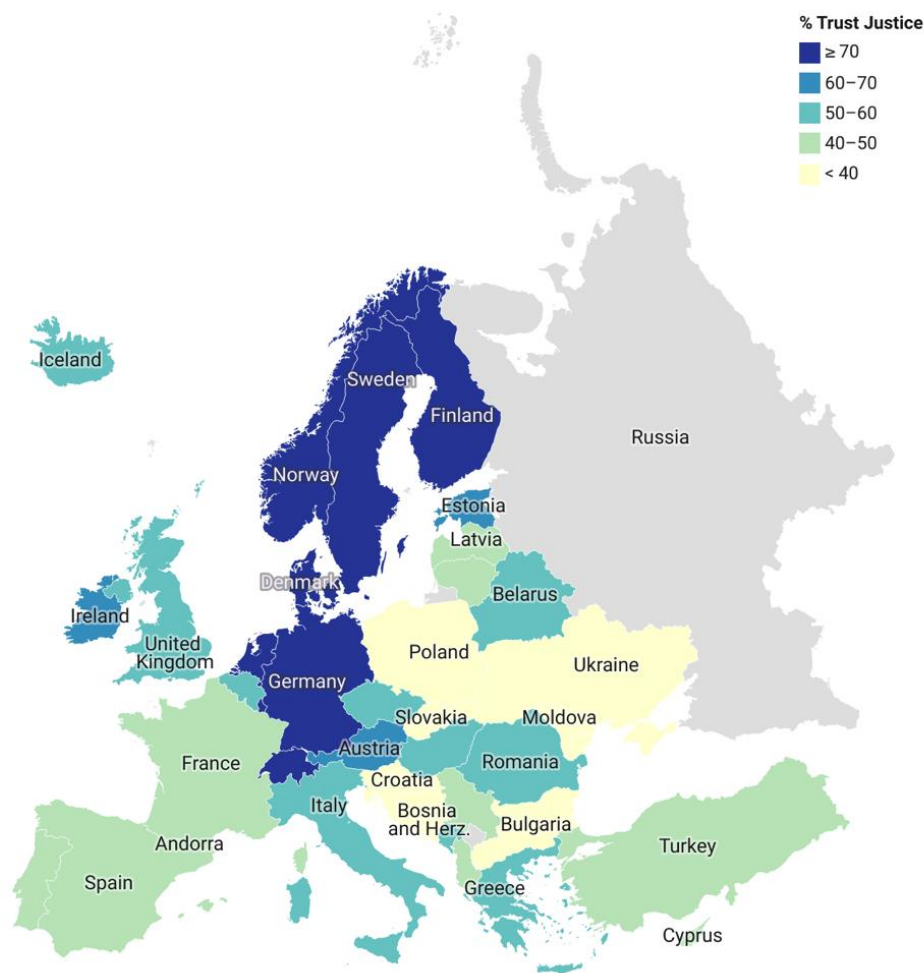 % Trust Justice
≥ 70
60–70
50–60
40–50
< 40
Iceland
Sweden
Finland
Russia
Norway
Estonia
Latvia
Denmark
Belarus
Ireland
United
Kingdom
Poland
Ukraine
Germany
Slovakia
Moldova
Austria
France
Romania
Croatia
Italy
Bosnia
and Herz.
Bulgaria
Andorra
Turkey
Spain
Greece
Cyprus